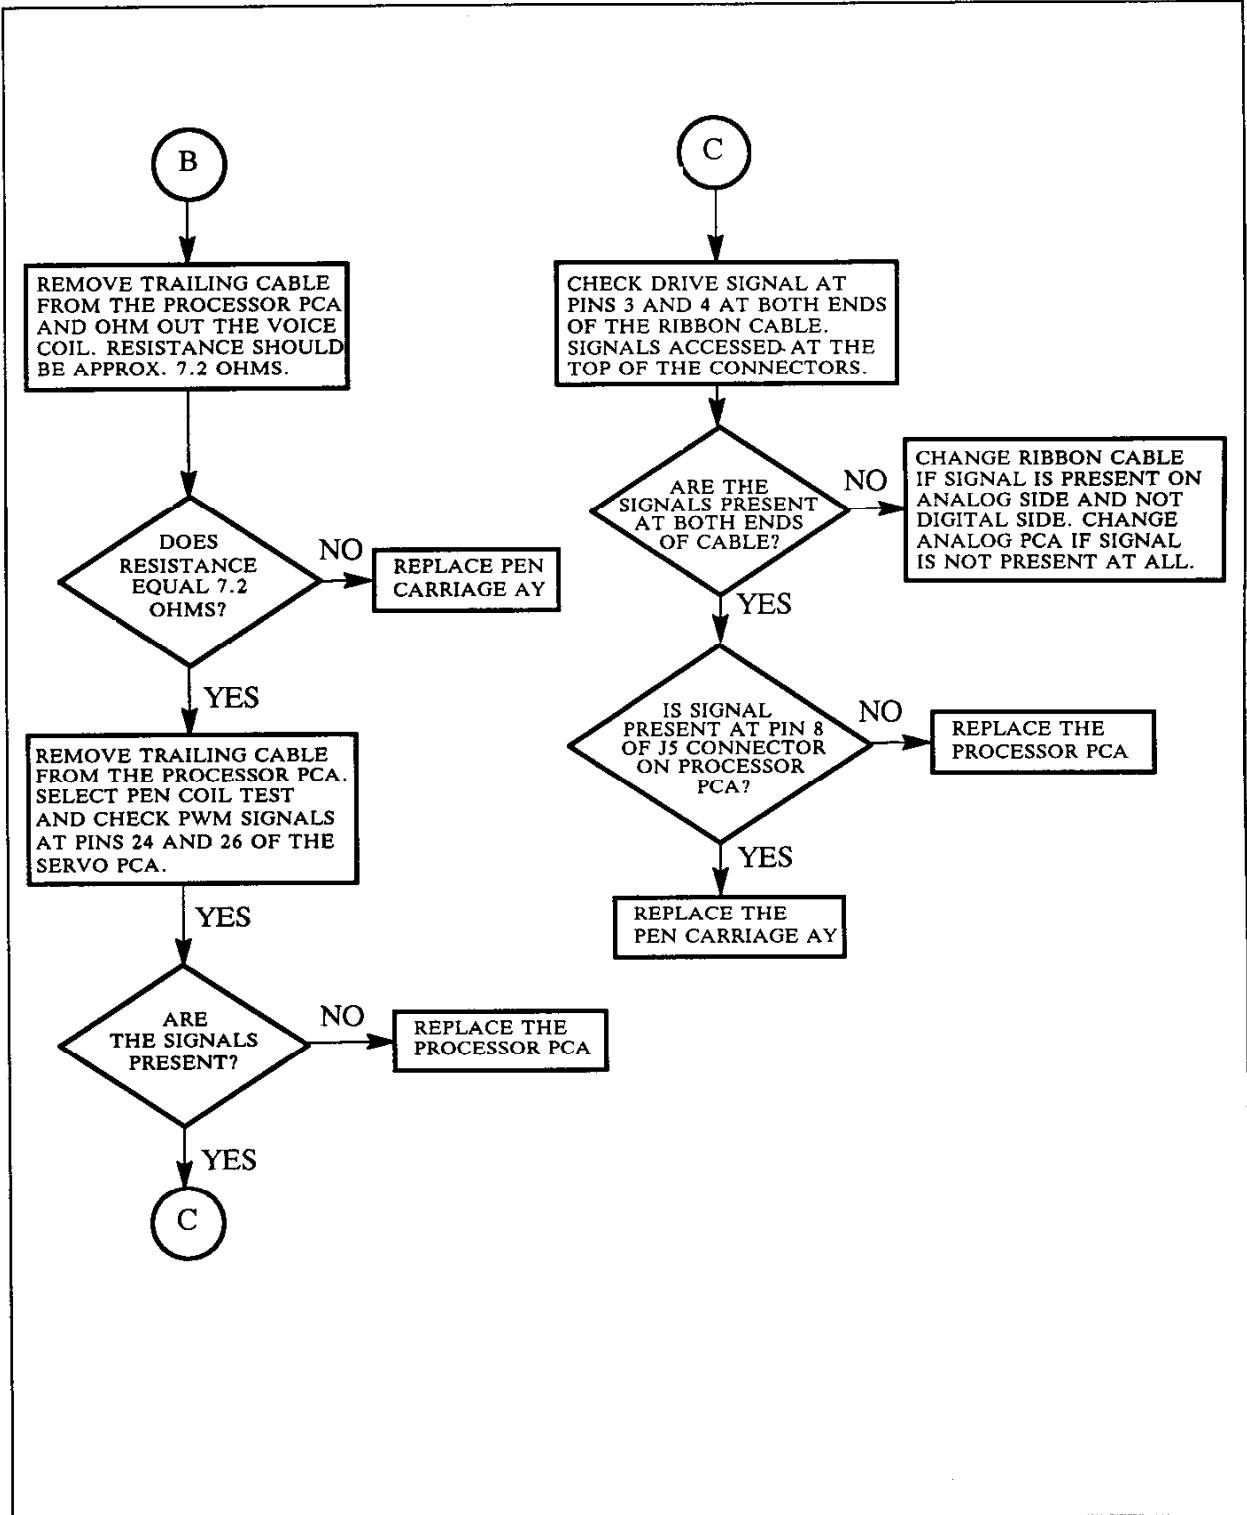 B
REMOVE TRAILING CABLE
FROM THE PROCESSOR PCA
AND OHM OUT THE VOICE
COIL. RESISTANCE SHOULD
BE APPROX. 7.2 OHMS.
DOES
RESISTANCE
EQUAL 7.2
OHMS?
NO
REPLACE PEN
CARRIAGE AY
YES
REMOVE TRAILING CABLE
FROM THE PROCESSOR PCA.
SELECT PEN COIL TEST
AND CHECK PWM SIGNALS
AT PINS 24 AND 26 OF THE
SERVO PCA.
YES
ARE
THE SIGNALS
PRESENT?
NO
REPLACE THE
PROCESSOR PCA
YES
C
C
CHECK DRIVE SIGNAL AT
PINS 3 AND 4 AT BOTH ENDS
OF THE RIBBON CABLE.
SIGNALS ACCESSED AT THE
TOP OF THE CONNECTORS.
ARE THE
SIGNALS PRESENT
AT BOTH ENDS
OF CABLE?
NO
CHANGE RIBBON CABLE
IF SIGNAL IS PRESENT ON
ANALOG SIDE AND NOT
DIGITAL SIDE. CHANGE
ANALOG PCA IF SIGNAL
IS NOT PRESENT AT ALL.
YES
IS SIGNAL
PRESENT AT PIN 8
OF J5 CONNECTOR
ON PROCESSOR
PCA?
NO
REPLACE THE
PROCESSOR PCA
YES
REPLACE THE
PEN CARRIAGE AY